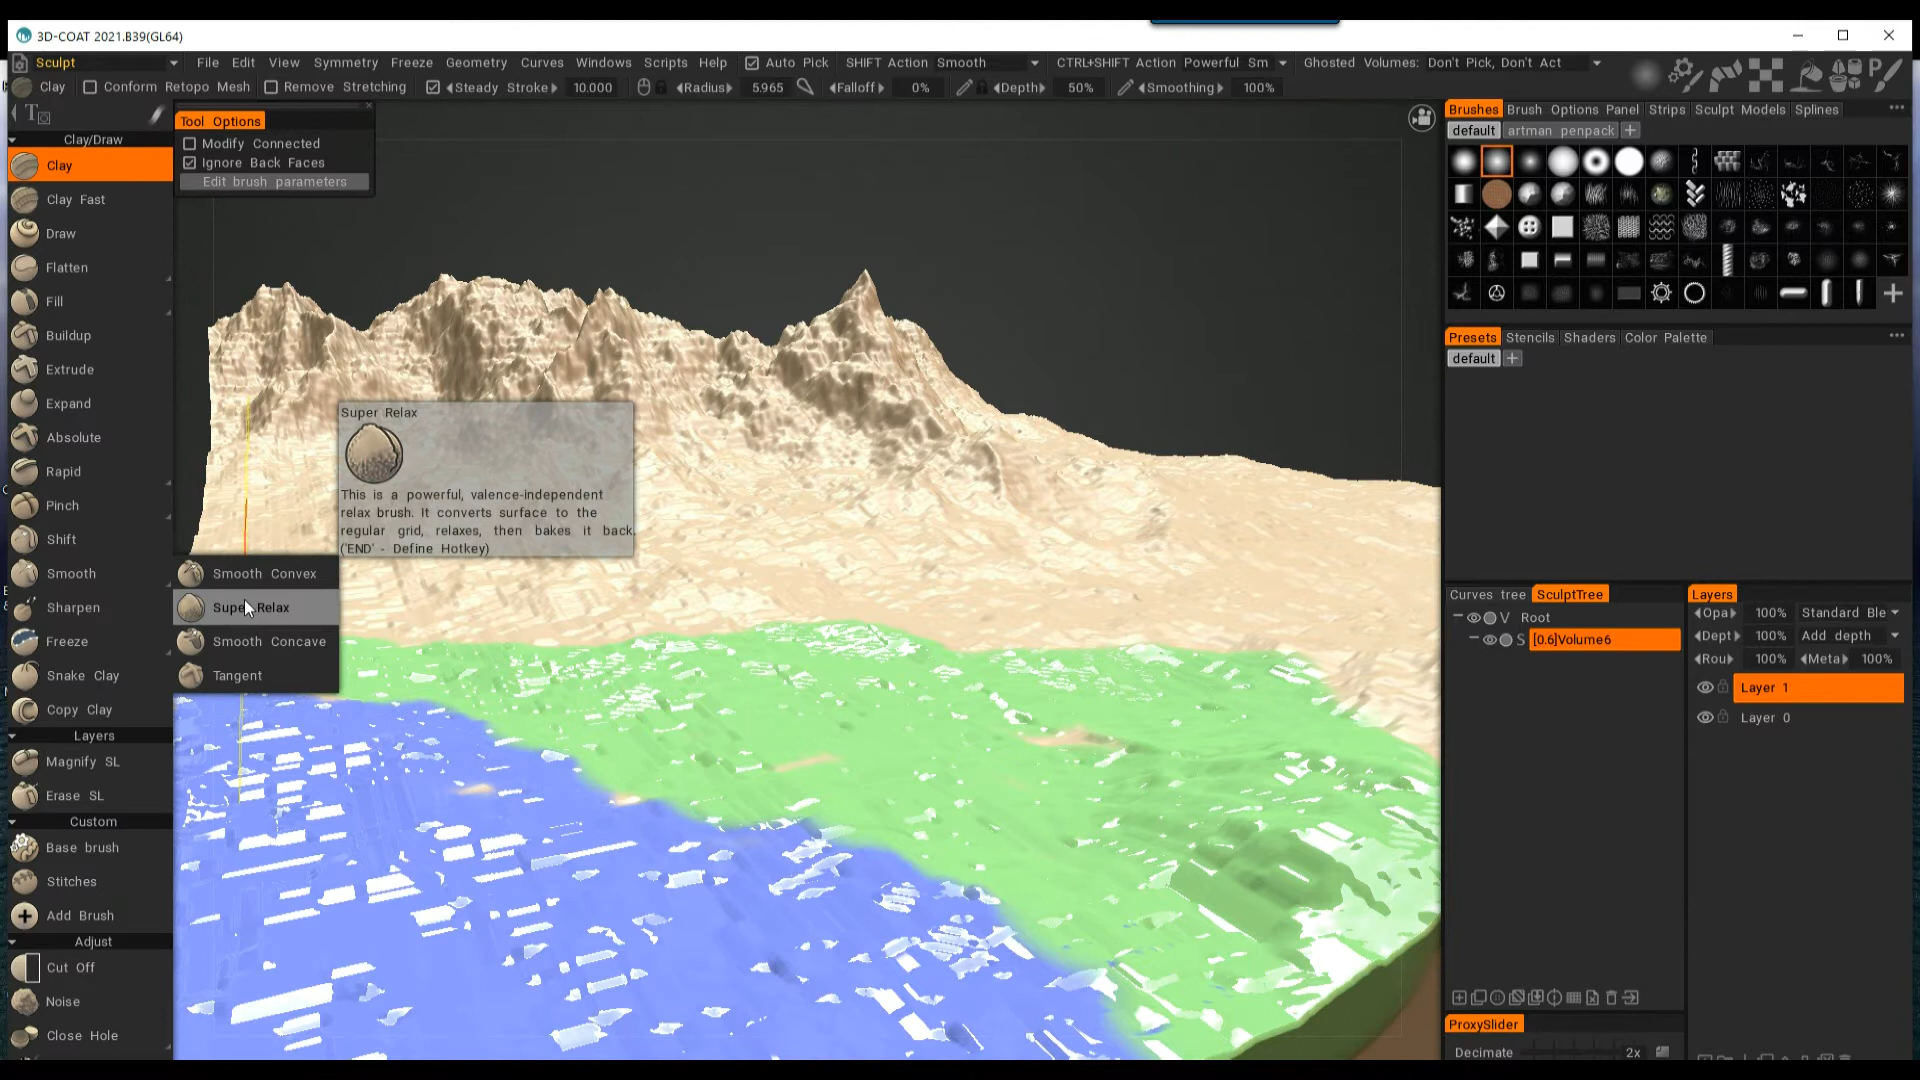 3D-COAT 2021.B39(GL64)
Sculpt File Edit View Symmetry Freeze Geometry Curves Windows Scripts Help Auto Pick SHIFT Action Smooth CTRL+SHIFT Action Powerful Sm Ghosted Volumes: Don't Pick, Don't Act
Clay Conform Retopo Mesh Remove Stretching Steady Stroke 10.000 Radius 5.965 Falloff 0% Depth 50% Smoothing 100%
Tool Options
Modify Connected
Ignore Back Faces
Edit brush parameters
Clay/Draw
Clay
Clay Fast
Draw
Flatten
Fill
Buildup
Extrude
Expand
Absolute
Rapid
Pinch
Shift
Smooth
Sharpen
Freeze
Snake Clay
Copy Clay
Layers
Magnify SL
Erase SL
Custom
Base brush
Stitches
Add Brush
Adjust
Cut Off
Noise
Close Hole
Super Relax
This is a powerful, valence-independent
relax brush. It converts surface to the
regular grid, relaxes, then bakes it back.
('END' - Define Hotkey)
Smooth Convex
Super Relax
Smooth Concave
Tangent
Brushes Brush Options Panel Strips Sculpt Models Splines
default artman penpack +
Presets Stencils Shaders Color Palette
default +
Curves tree SculptTree
V Root
S [0.6]Volume6
Layers
Opa 100% Standard Ble
Dept 100% Add depth
Rou 100% Meta 100%
Layer 1
Layer 0
ProxySlider
Decimate 2x